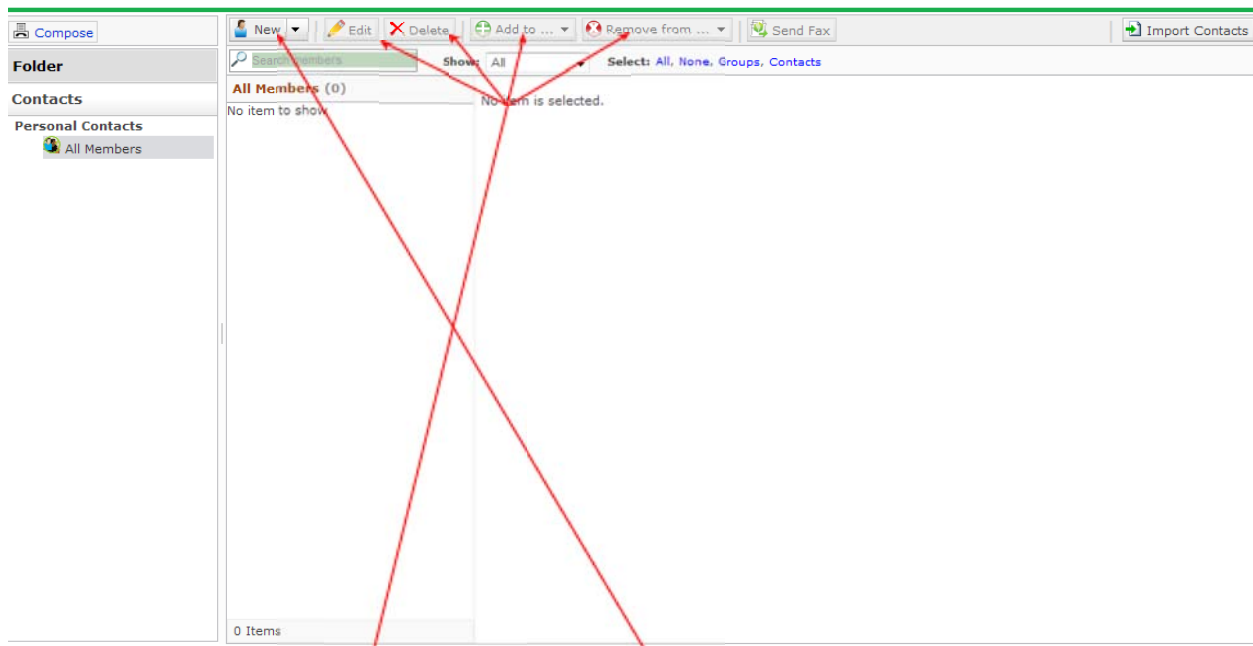 Compose
New Edit Delete Add to ... Remove from ... Send Fax Import Contacts
Folder
Search members Show: All Select: All, None, Groups, Contacts
Contacts
All Members (0)
No item is selected.
No item to show
Personal Contacts
All Members
0 Items